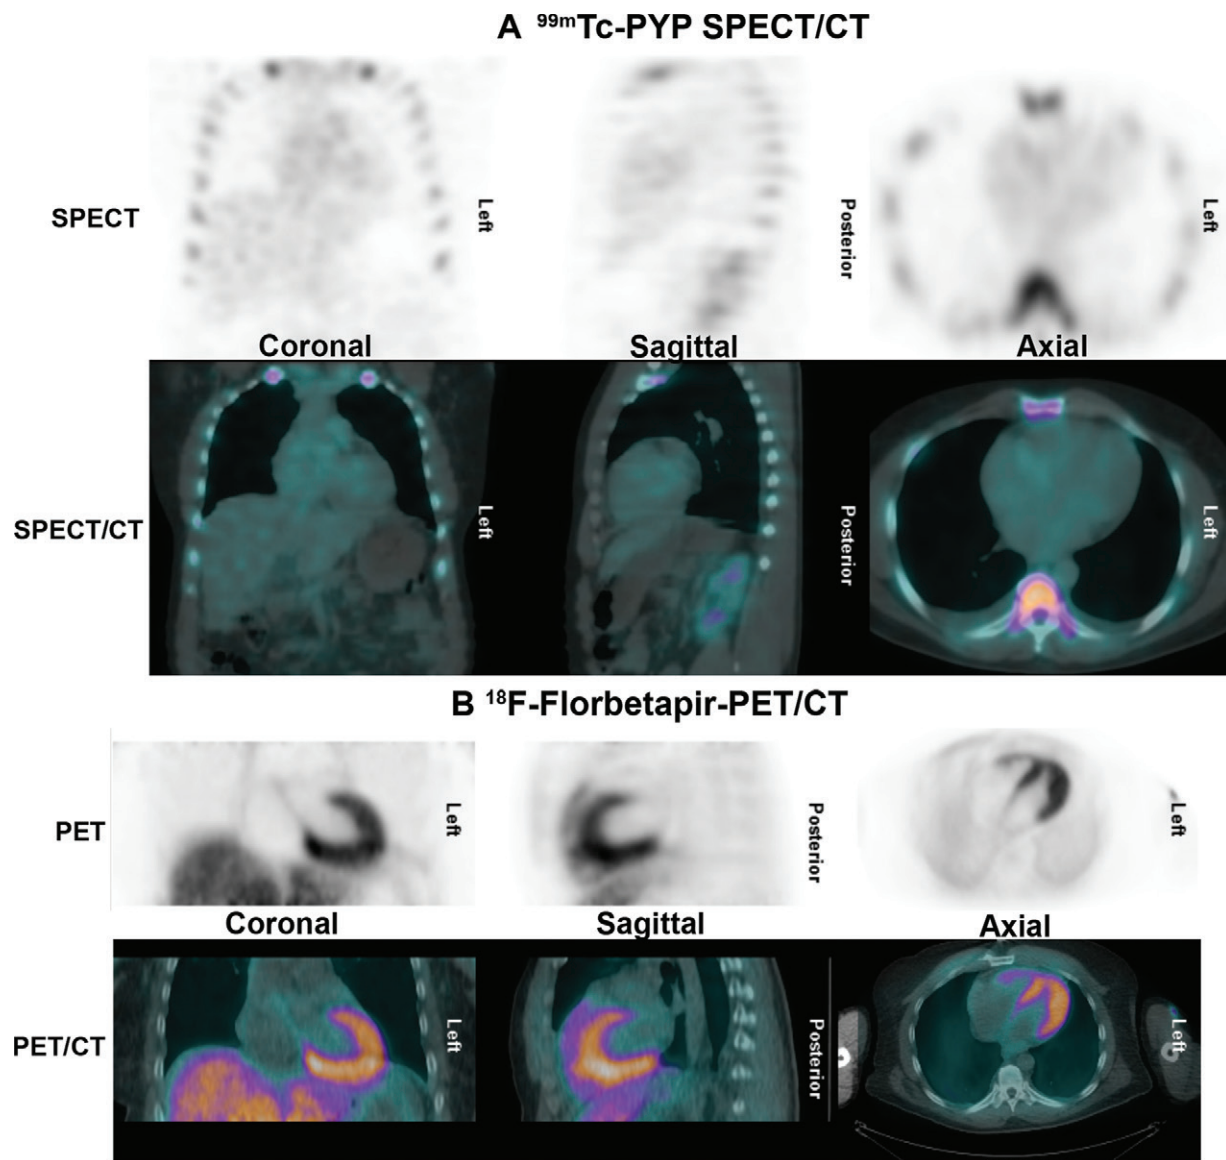 A ⁹⁹ᵐTc-PYP SPECT/CT
SPECT
Left
Posterior
Left
Coronal
Sagittal
Axial
SPECT/CT
Left
Posterior
Left
B ¹⁸F-Florbetapir-PET/CT
PET
Left
Posterior
Left
Coronal
Sagittal
Axial
PET/CT
Left
Posterior
Left